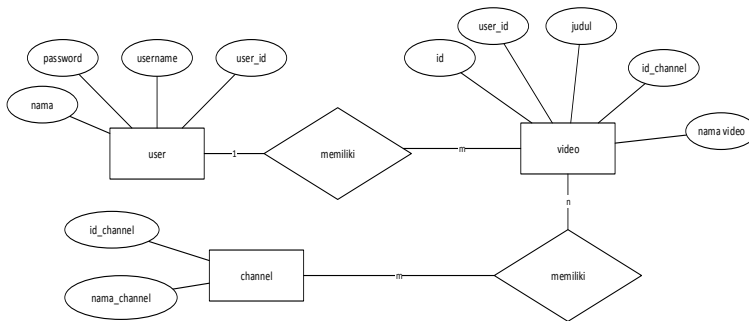 user_id
judul
password
username
user_id
id
id_channel
nama
nama video
user
1
memiliki
m
video
n
id_channel
channel
m
memiliki
nama_channel